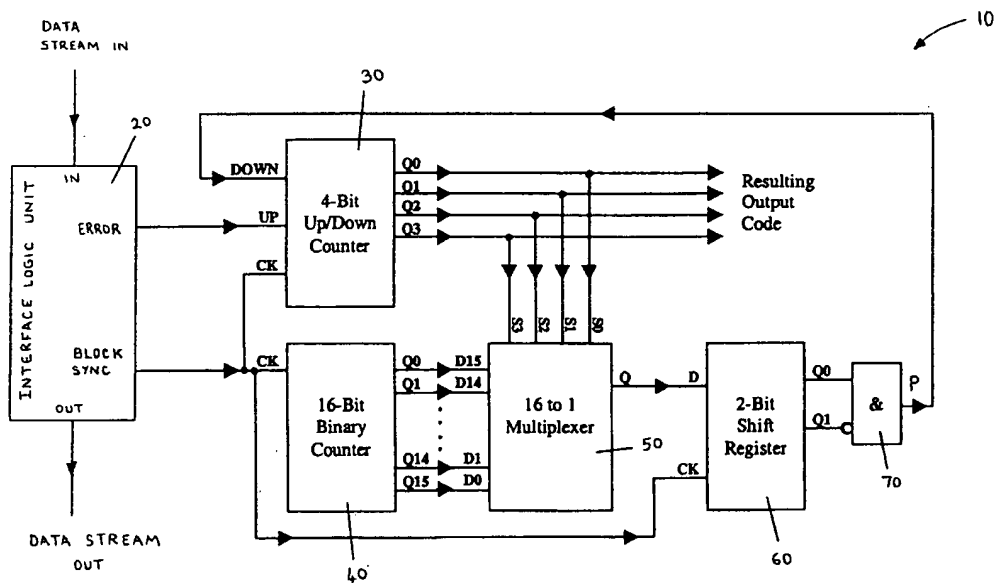 10
DATA
STREAM IN
20
IN
ERROR
INTERFACE LOGIC UNIT
BLOCK
SYNC
OUT
DATA STREAM
OUT
30
DOWN
UP
CK
4-Bit
Up/Down
Counter
Q0
Q1
Q2
Q3
Resulting
Output
Code
CK
16-Bit
Binary
Counter
40
Q0 D15
Q1 D14
Q14 D1
Q15 D0
S3 S2 S1 S0
16 to 1
Multiplexer
50
Q D
CK
2-Bit
Shift
Register
60
Q0
Q1
&
70
P